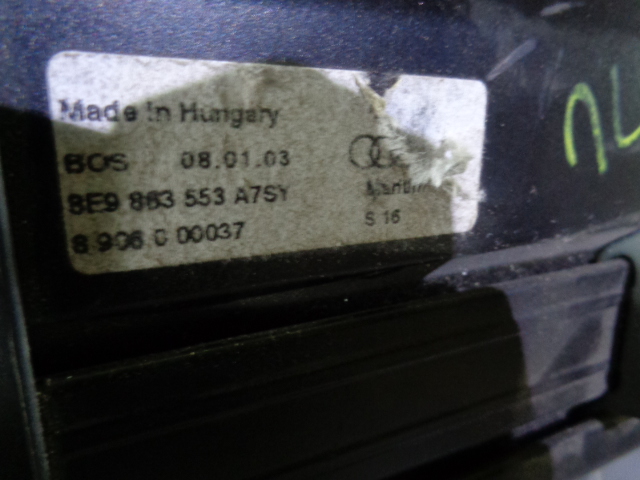 Made In Hungary
BOS 08.01.03
8E9 863 553 A7SY
8 906 0 00037
S 16